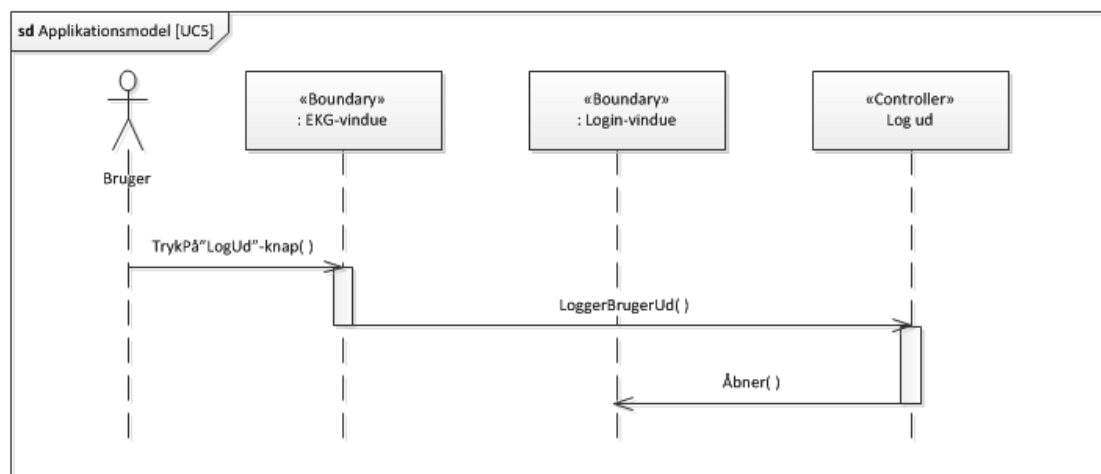 sd Applikationsmodel [UC5]
«Boundary»
: EKG-vindue
«Boundary»
: Login-vindue
«Controller»
Log ud
Bruger
TrykPå"LogUd"-knap( )
LoggerBrugerUd( )
Åbner( )